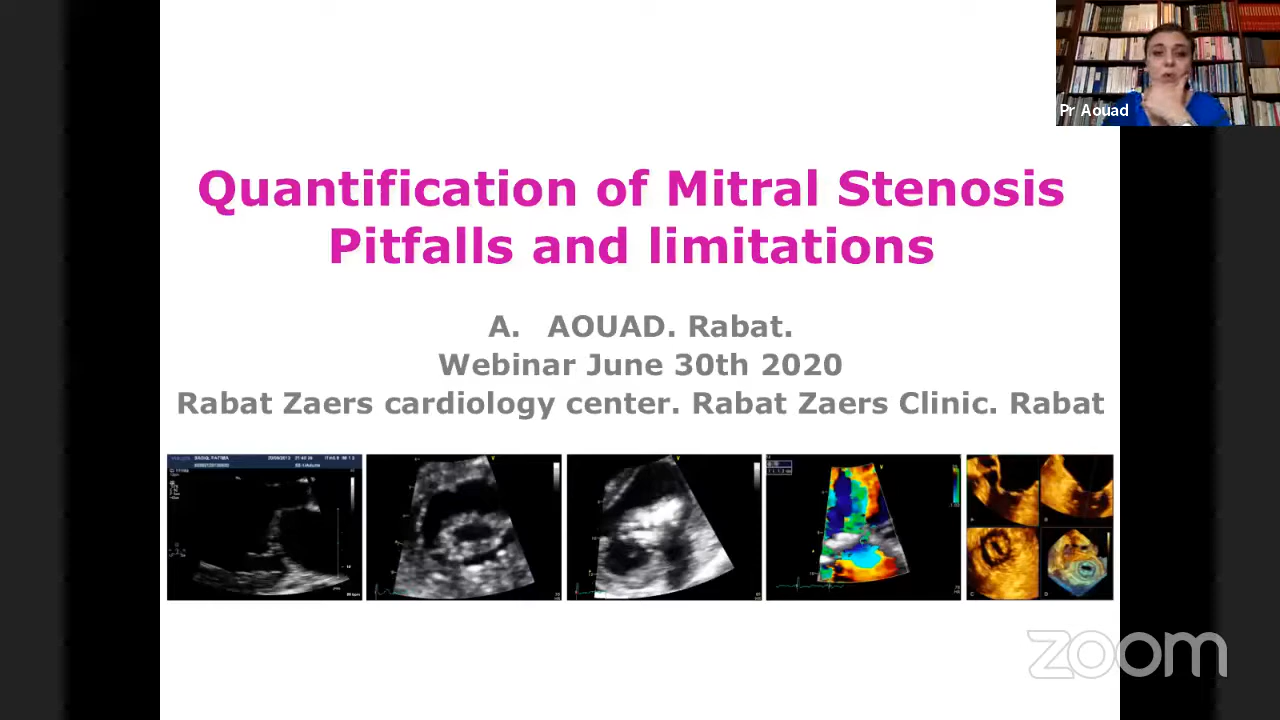 Pr Aouad
Quantification of Mitral Stenosis
Pitfalls and limitations
A. AOUAD. Rabat.
Webinar June 30th 2020
Rabat Zaers cardiology center. Rabat Zaers Clinic. Rabat
zoom